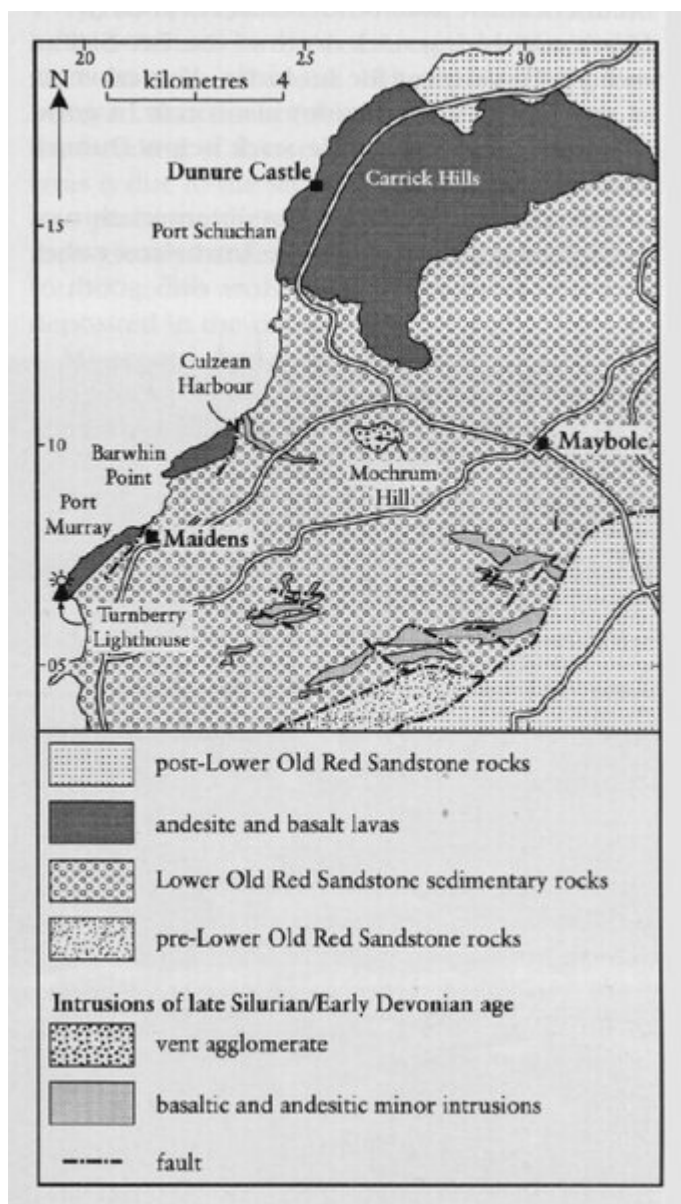 20 25 30
N
0 kilometres 4
Dunure Castle
Carrick Hills
15
Port Schuchan
Culzean
Harbour
10
Barwhin
Point
Maybole
Mochrum
Hill
Port
Murray
Maidens
Turnberry
Lighthouse
05
post-Lower Old Red Sandstone rocks
andesite and basalt lavas
Lower Old Red Sandstone sedimentary rocks
pre-Lower Old Red Sandstone rocks
Intrusions of late Silurian/Early Devonian age
vent agglomerate
basaltic and andesitic minor intrusions
fault